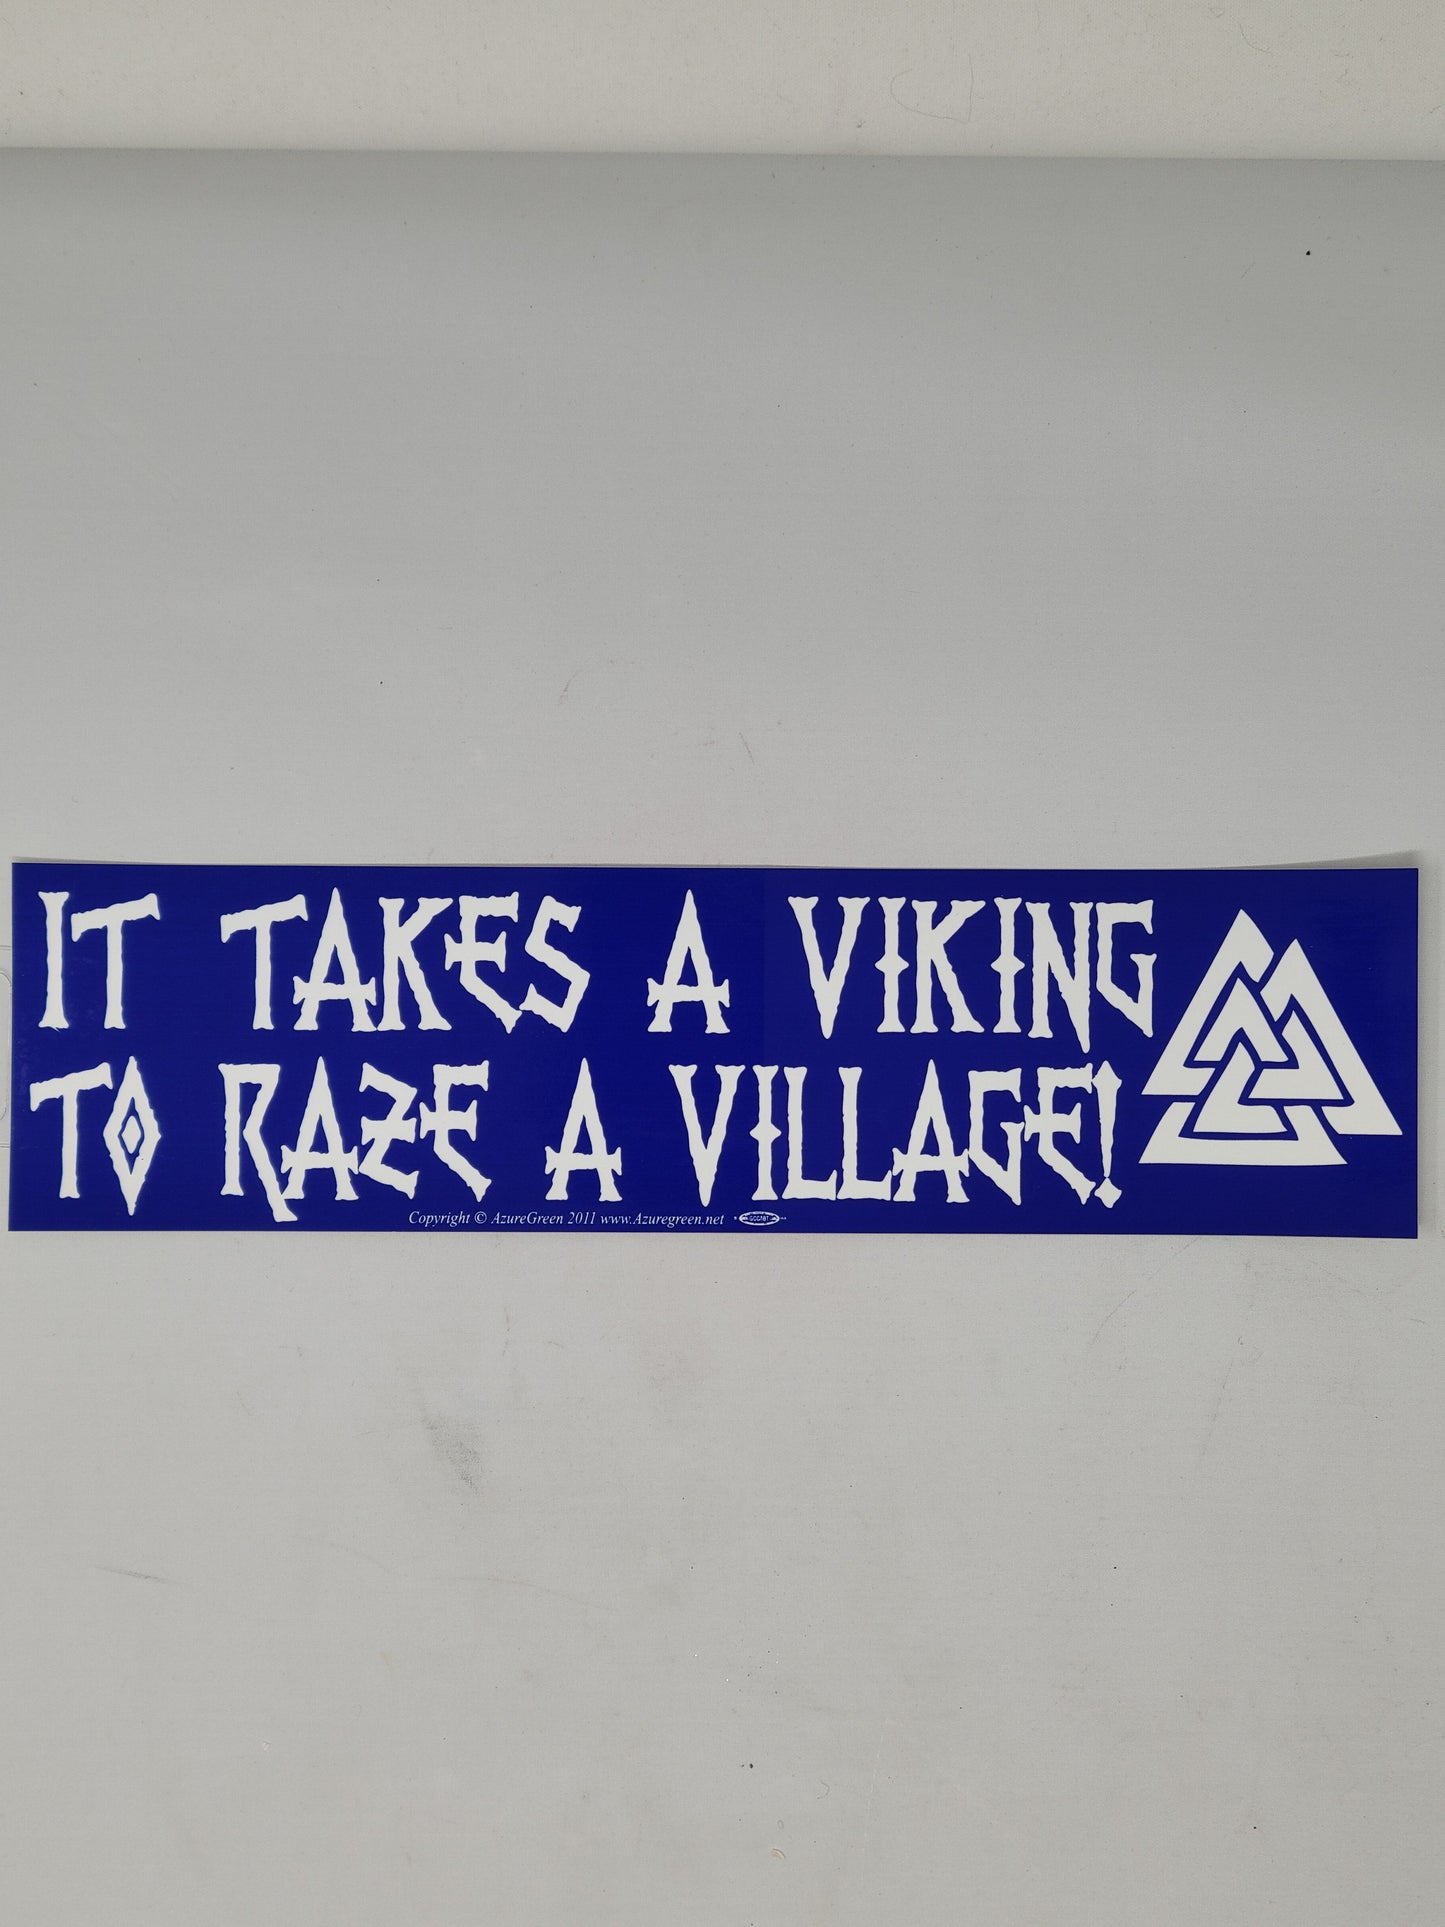 IT TAKES A VIKING
TO RAZE A VILLAGE!
Copyright © AzureGreen 2011 www.Azuregreen.net